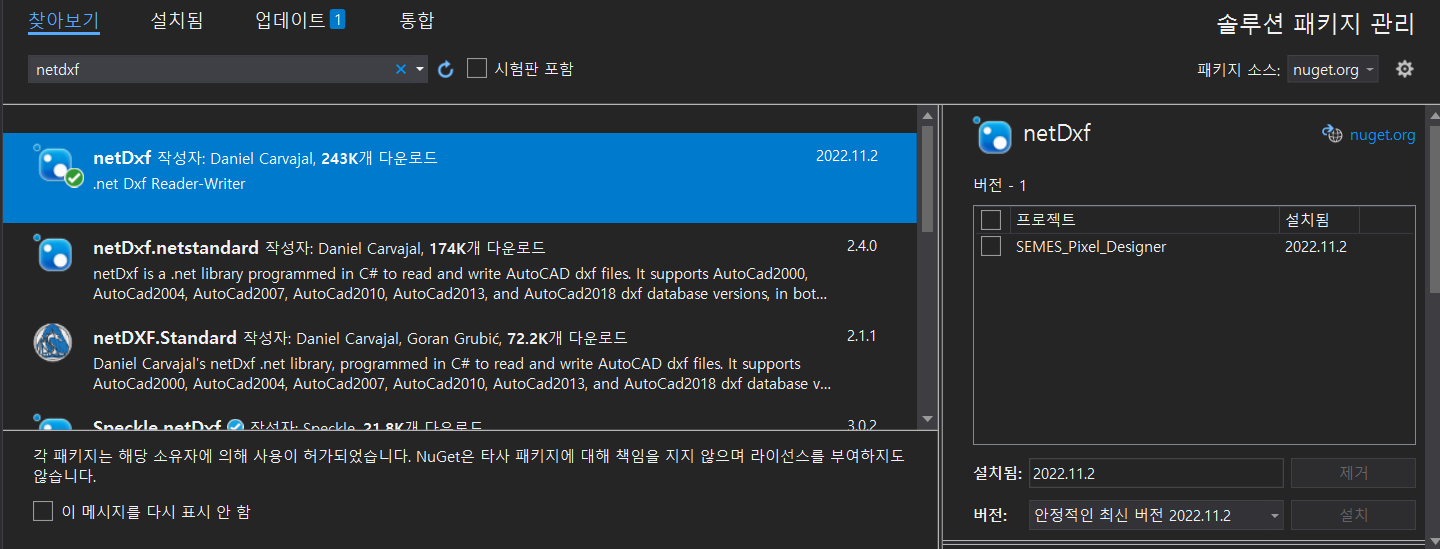 찾아보기 설치됨 업데이트 1 통합
솔루션 패키지 관리
netdxf
시험판 포함
패키지 소스: nuget.org
netDxf 작성자: Daniel Carvajal, 243K개 다운로드 2022.11.2
.net Dxf Reader-Writer
netDxf.netstandard 작성자: Daniel Carvajal, 174K개 다운로드 2.4.0
netDxf is a .net library programmed in C# to read and write AutoCAD dxf files. It supports AutoCad2000,
AutoCad2004, AutoCad2007, AutoCad2010, AutoCad2013, and AutoCad2018 dxf database versions, in bot...
netDXF.Standard 작성자: Daniel Carvajal, Goran Grubić, 72.2K개 다운로드 2.1.1
Daniel Carvajal's netDxf .net library, programmed in C# to read and write AutoCAD dxf files. It supports
AutoCad2000, AutoCad2004, AutoCad2007, AutoCad2010, AutoCad2013, and AutoCad2018 dxf database v...
Speckle.netDxf 작성자: Speckle, 21.8K개 다운로드 3.0.2
각 패키지는 해당 소유자에 의해 사용이 허가되었습니다. NuGet은 타사 패키지에 대해 책임을 지지 않으며 라이선스를 부여하지도
않습니다.
이 메시지를 다시 표시 안 함
netDxf
nuget.org
버전 - 1
프로젝트 설치됨
SEMES_Pixel_Designer 2022.11.2
설치됨: 2022.11.2 제거
버전: 안정적인 최신 버전 2022.11.2 설치